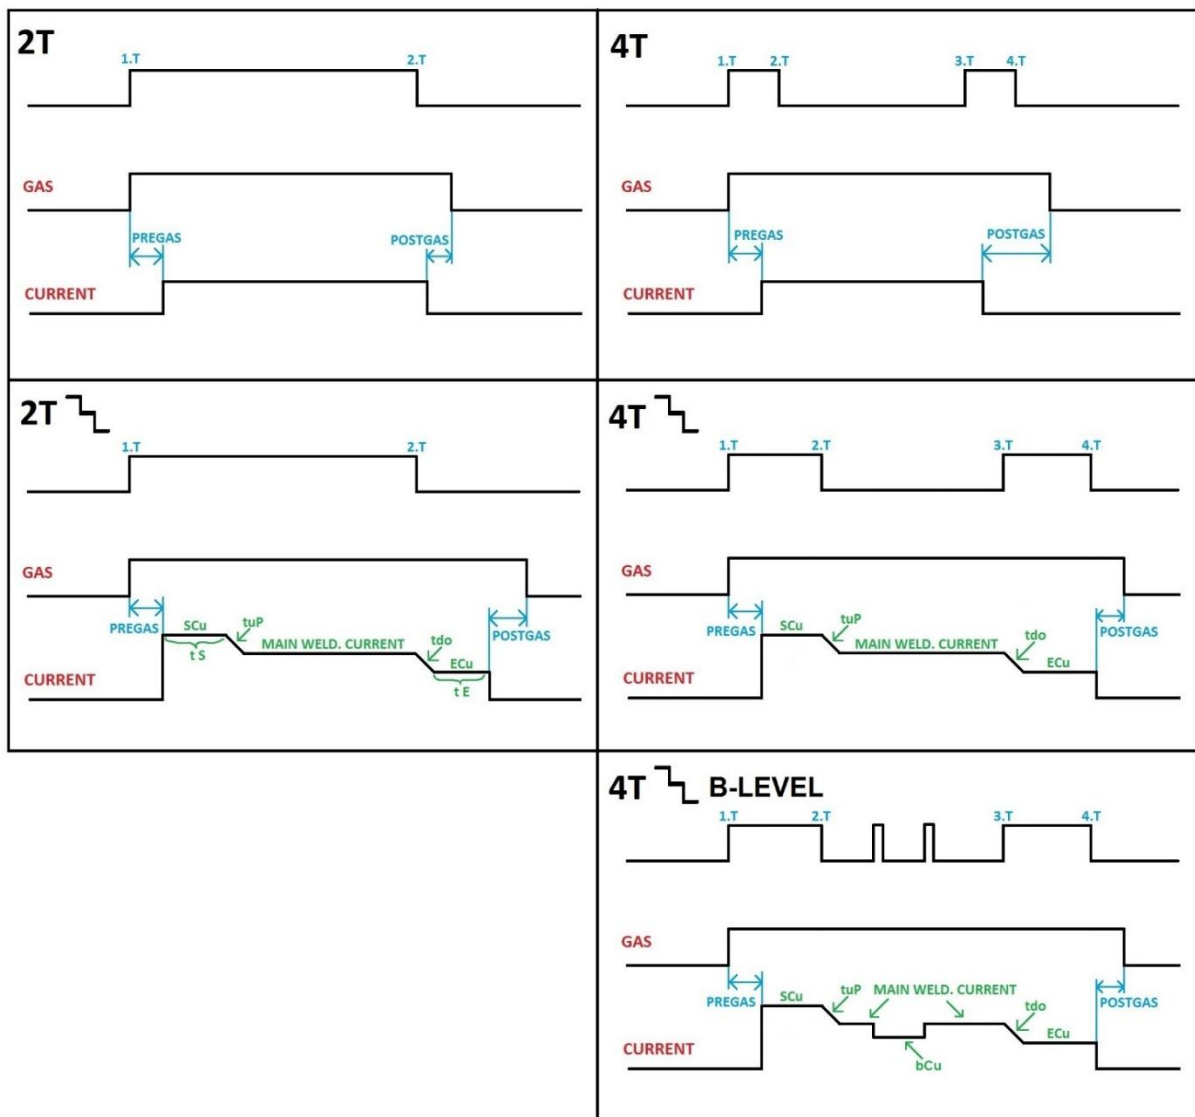 2T
1.T 2.T
GAS
PREGAS POSTGAS
CURRENT
4T
1.T 2.T 3.T 4.T
GAS
PREGAS POSTGAS
CURRENT
2T
1.T 2.T
GAS
PREGAS SCu tuP MAIN WELD. CURRENT tdo POSTGAS
t S ECu
CURRENT t E
4T
1.T 2.T 3.T 4.T
GAS
PREGAS SCu tuP MAIN WELD. CURRENT tdo POSTGAS
ECu
CURRENT
4T B-LEVEL
1.T 2.T 3.T 4.T
GAS
PREGAS SCu tuP MAIN WELD. CURRENT tdo POSTGAS
ECu
CURRENT
bCu